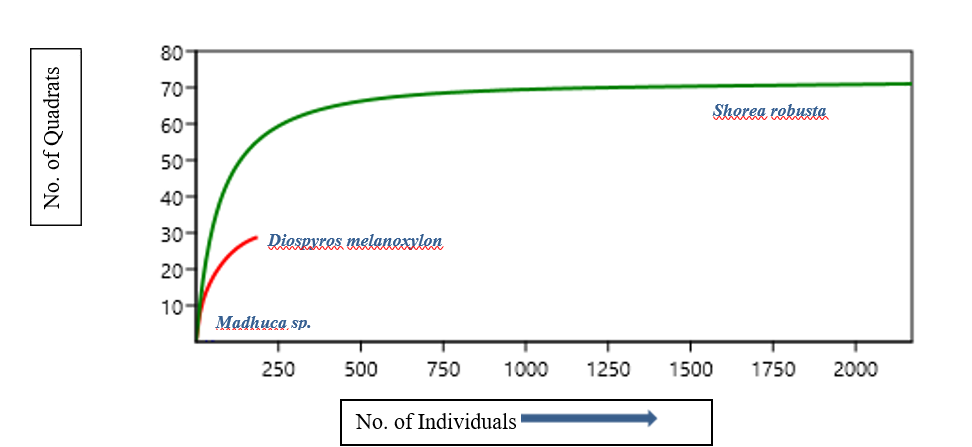 No. of Quadrats
80
70
60
50
40
30
20
10
Shorea robusta
Diospyros melanoxylon
Madhuca sp.
250 500 750 1000 1250 1500 1750 2000
No. of Individuals